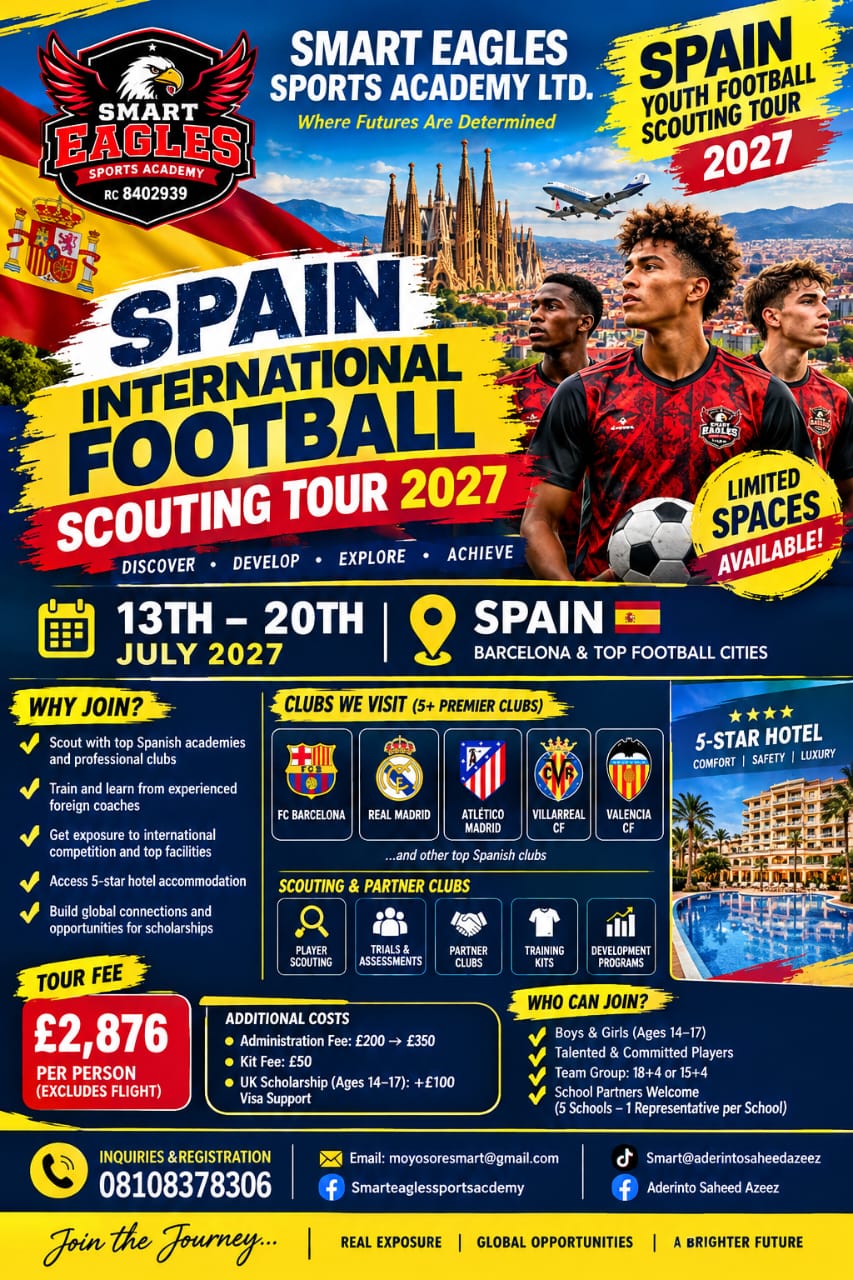 SMART
EAGLES
SPORTS ACADEMY
RC 8402939
SMART EAGLES
SPORTS ACADEMY LTD.
Where Futures Are Determined
SPAIN
YOUTH FOOTBALL
SCOUTING TOUR
2027
SPAIN
INTERNATIONAL
FOOTBALL
SCOUTING TOUR 2027
DISCOVER • DEVELOP • EXPLORE • ACHIEVE
LIMITED
SPACES
AVAILABLE!
13TH – 20TH
JULY 2027
SPAIN
BARCELONA & TOP FOOTBALL CITIES
WHY JOIN?
Scout with top Spanish academies
and professional clubs
Train and learn from experienced
foreign coaches
Get exposure to international
competition and top facilities
Access 5-star hotel accommodation
Build global connections and
opportunities for scholarships
CLUBS WE VISIT (5+ PREMIER CLUBS)
FC BARCELONA
REAL MADRID
ATLÉTICO
MADRID
VILLARREAL
CF
VALENCIA
CF
...and other top Spanish clubs
SCOUTING & PARTNER CLUBS
PLAYER
SCOUTING
TRIALS &
ASSESSMENTS
PARTNER
CLUBS
TRAINING
KITS
DEVELOPMENT
PROGRAMS
5-STAR HOTEL
COMFORT | SAFETY | LUXURY
TOUR FEE
£2,876
PER PERSON
(EXCLUDES FLIGHT)
ADDITIONAL COSTS
• Administration Fee: £200 → £350
• Kit Fee: £50
• UK Scholarship (Ages 14–17): +£100
Visa Support
WHO CAN JOIN?
Boys & Girls (Ages 14–17)
Talented & Committed Players
Team Group: 18+4 or 15+4
School Partners Welcome
(5 Schools – 1 Representative per School)
INQUIRIES & REGISTRATION
08108378306
Email: moyosoresmart@gmail.com
Smarteaglessportsacdemy
Smart@aderintosaheedazeez
Aderinto Saheed Azeez
Join the Journey...
REAL EXPOSURE | GLOBAL OPPORTUNITIES | A BRIGHTER FUTURE